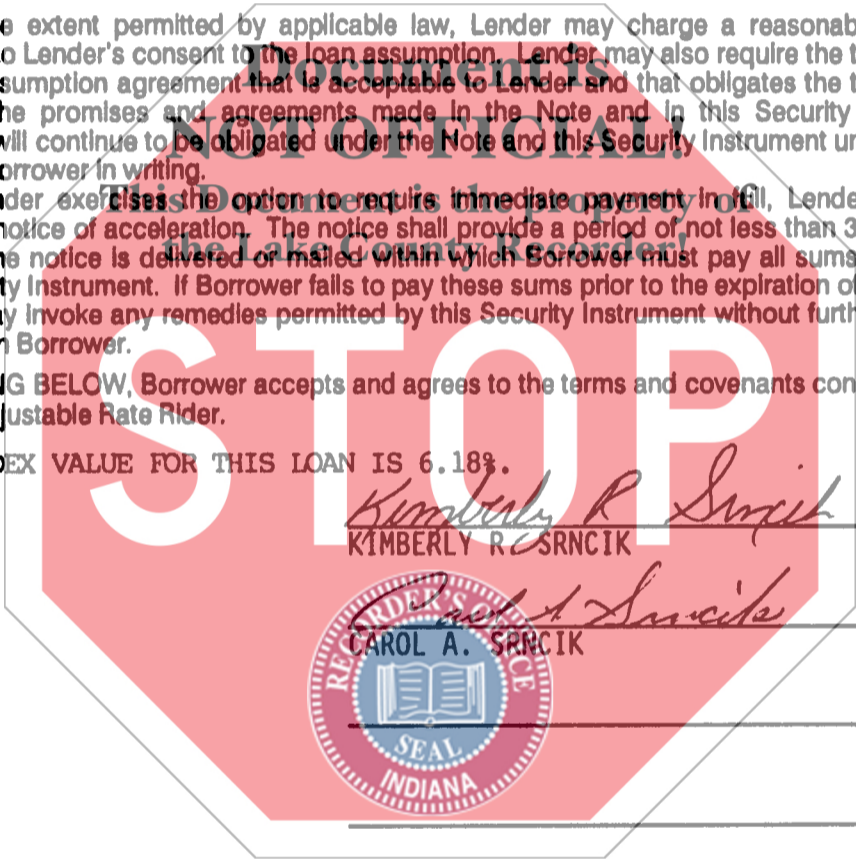 e extent permitted by applicable law, Lender may charge a reasonab
o Lender's consent to the loan assumption. Lender may also require the t
sumption agreement that is acceptable to Lender and that obligates the t
he promises and agreements made in the Note and in this Security
will continue to be obligated under the Note and this Security Instrument un
orrower in writing.
der exercises the option to require immediate payment in full, Lende
notice of acceleration. The notice shall provide a period of not less than 3
e notice is delivered or mailed within which Borrower must pay all sums
ty Instrument. If Borrower fails to pay these sums prior to the expiration of
y invoke any remedies permitted by this Security Instrument without furth
n Borrower.
G BELOW, Borrower accepts and agrees to the terms and covenants con
justable Rate Rider.
EX VALUE FOR THIS LOAN IS 6.18%.
Kimberly R Srncik
KIMBERLY R. SRNCIK
Carol A Srncik
CAROL A. SRNCIK
Document is
NOT OFFICIAL!
This Document is the property of
the Lake County Recorder!
STOP
RECORDER'S OFFICE
SEAL
INDIANA